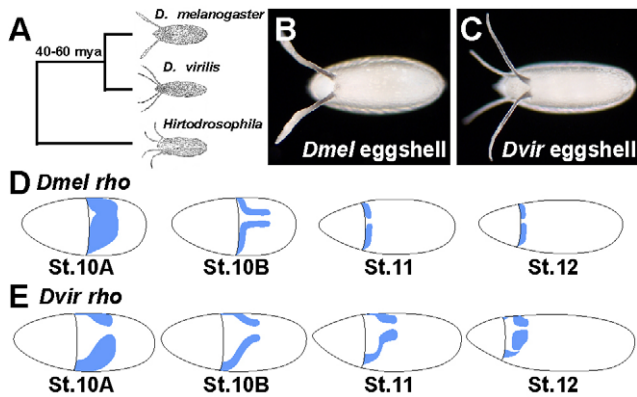 A
40-60 mya
D. melanogaster
D. virilis
Hirtodrosophila
B
Dmel eggshell
C
Dvir eggshell
D Dmel rho
St.10A St.10B St.11 St.12
E Dvir rho
St.10A St.10B St.11 St.12